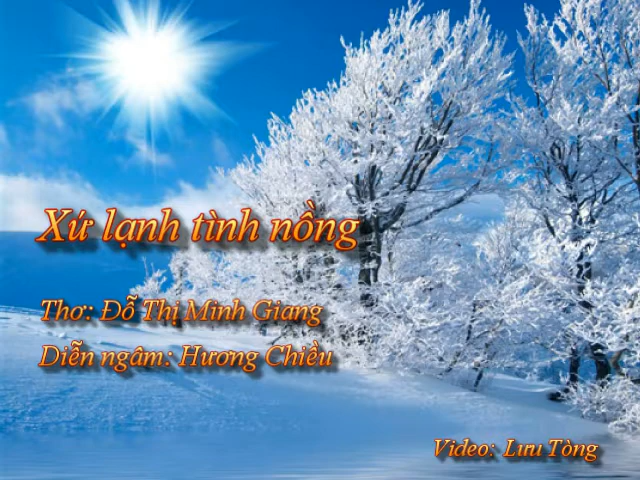 Xứ lạnh tình nồng
Thơ: Đỗ Thị Minh Giang
Diễn ngâm: Hương Chiều
Video: Lưu Tòng